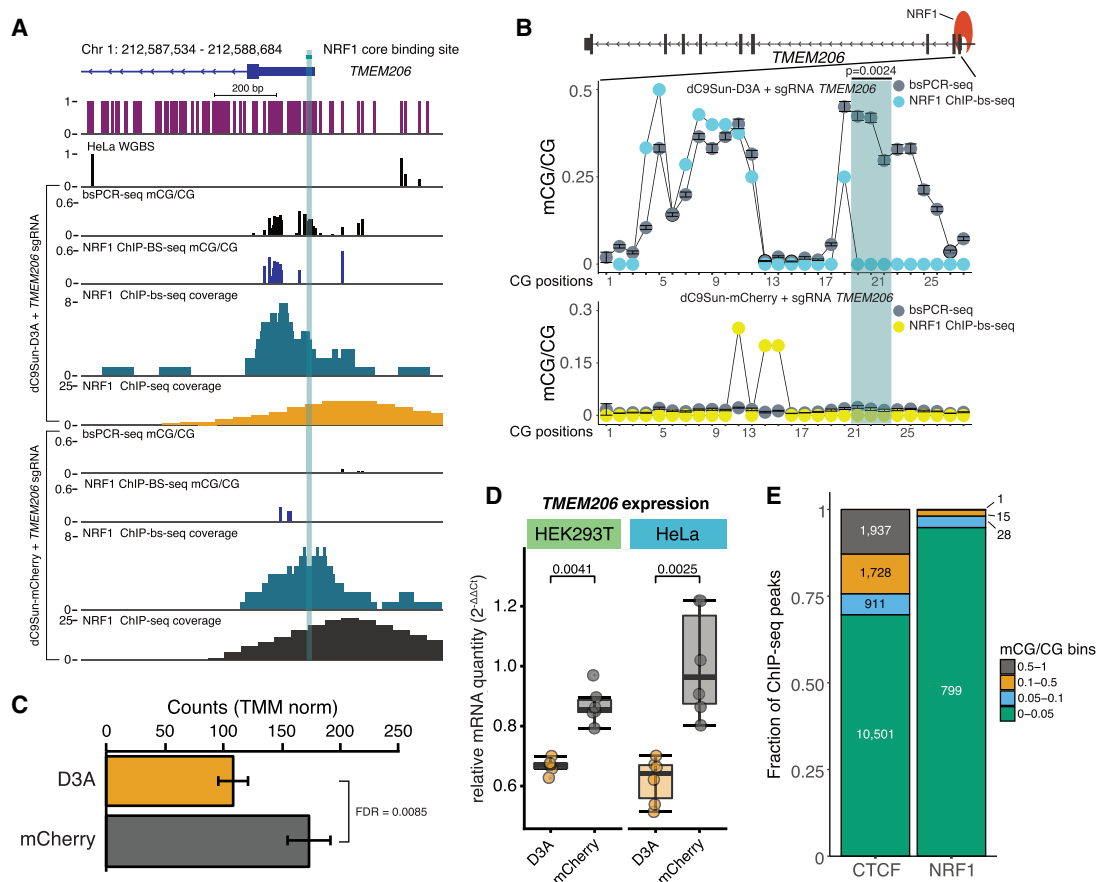 A
Chr 1: 212,587,534 - 212,588,684
NRF1 core binding site
TMEM206
200 bp
1
0
HeLa WGBS
1
0
bsPCR-seq mCG/CG
0.6
0
NRF1 ChIP-BS-seq mCG/CG
0.6
0
NRF1 ChIP-bs-seq coverage
8
0
NRF1 ChIP-seq coverage
25
0
dC9Sun-D3A + TMEM206 sgRNA
bsPCR-seq mCG/CG
0.6
0
NRF1 ChIP-BS-seq mCG/CG
0.6
0
NRF1 ChIP-bs-seq coverage
8
0
NRF1 ChIP-seq coverage
25
0
dC9Sun-mCherry + TMEM206 sgRNA
B
NRF1
TMEM206
p=0.0024
dC9Sun-D3A + sgRNA TMEM206
bsPCR-seq
NRF1 ChIP-bs-seq
mCG/CG
0.5
0.25
0
CG positions
1 5 9 13 17 21 25
dC9Sun-mCherry + sgRNA TMEM206
bsPCR-seq
NRF1 ChIP-bs-seq
mCG/CG
0.3
0.15
0
CG positions
1 5 9 13 17 21 25
C
Counts (TMM norm)
0 50 100 150 200 250
D3A
mCherry
FDR = 0.0085
D
TMEM206 expression
HEK293T
HeLa
0.0041
0.0025
relative mRNA quantity (2-ΔΔCt)
1.2
1.0
0.8
0.6
D3A
mCherry
D3A
mCherry
E
Fraction of ChIP-seq peaks
1
0.75
0.50
0.25
0
1,937
1,728
911
10,501
1
15
28
799
CTCF
NRF1
mCG/CG bins
0.5–1
0.1–0.5
0.05–0.1
0–0.05